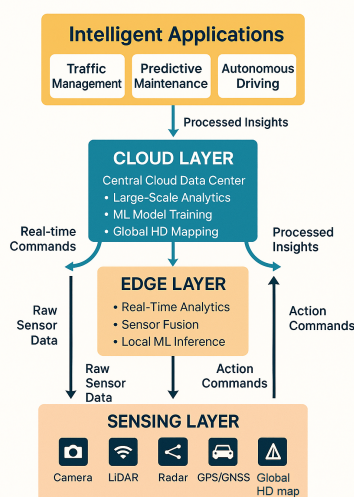 Intelligent Applications
Traffic
Management
Predictive
Maintenance
Autonomous
Driving
Processed Insights
CLOUD LAYER
Central Cloud Data Center
• Large-Scale Analytics
• ML Model Training
• Global HD Mapping
Real-time
Commands
Processed
Insights
EDGE LAYER
• Real-Time Analytics
• Sensor Fusion
• Local ML Inference
Raw
Sensor
Data
Action
Commands
Raw
Sensor
Data
Action
Commands
SENSING LAYER
Camera
LiDAR
Radar
GPS/GNSS
Global
HD map